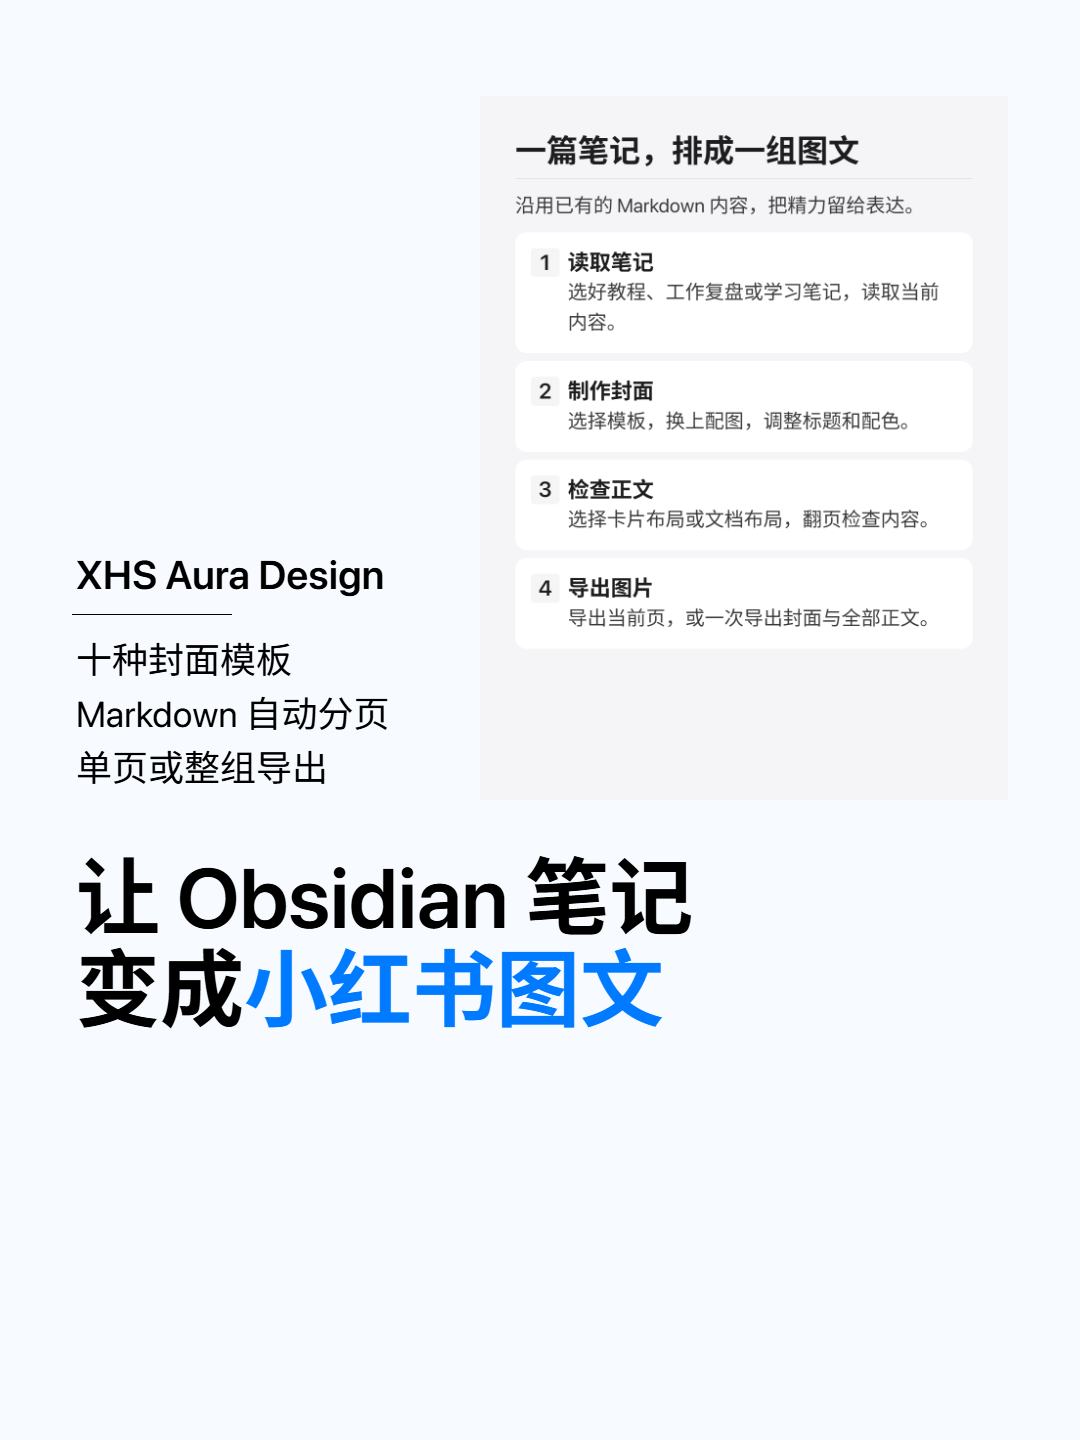 一篇笔记，排成一组图文
沿用已有的 Markdown 内容，把精力留给表达。
1 读取笔记
选好教程、工作复盘或学习笔记，读取当前
内容。
2 制作封面
选择模板，换上配图，调整标题和配色。
3 检查正文
选择卡片布局或文档布局，翻页检查内容。
4 导出图片
导出当前页，或一次导出封面与全部正文。
XHS Aura Design
十种封面模板
Markdown 自动分页
单页或整组导出
让 Obsidian 笔记
变成小红书图文